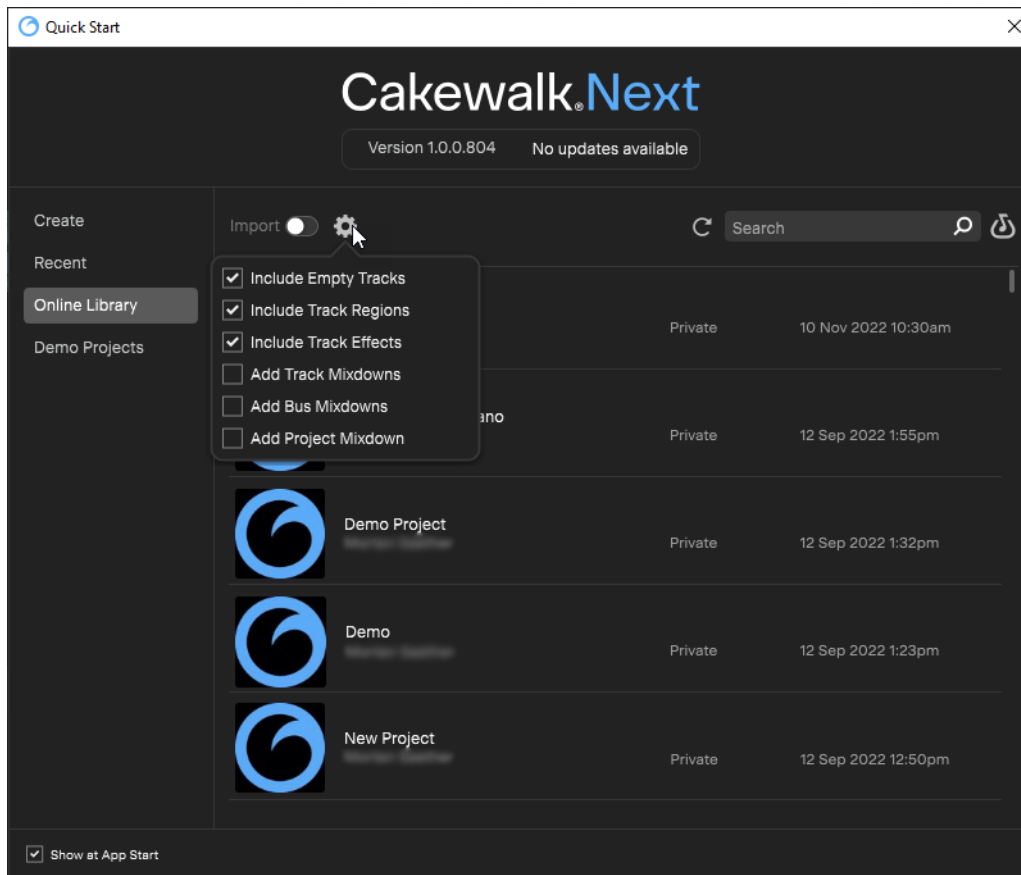 Quick Start
Cakewalk®Next
Version 1.0.0.804 No updates available
Create
Recent
Online Library
Demo Projects
Import
Search
Include Empty Tracks
Include Track Regions
Include Track Effects
Add Track Mixdowns
Add Bus Mixdowns
Add Project Mixdown
Private 10 Nov 2022 10:30am
ano
Private 12 Sep 2022 1:55pm
Demo Project
Private 12 Sep 2022 1:32pm
Demo
Private 12 Sep 2022 1:23pm
New Project
Private 12 Sep 2022 12:50pm
Show at App Start